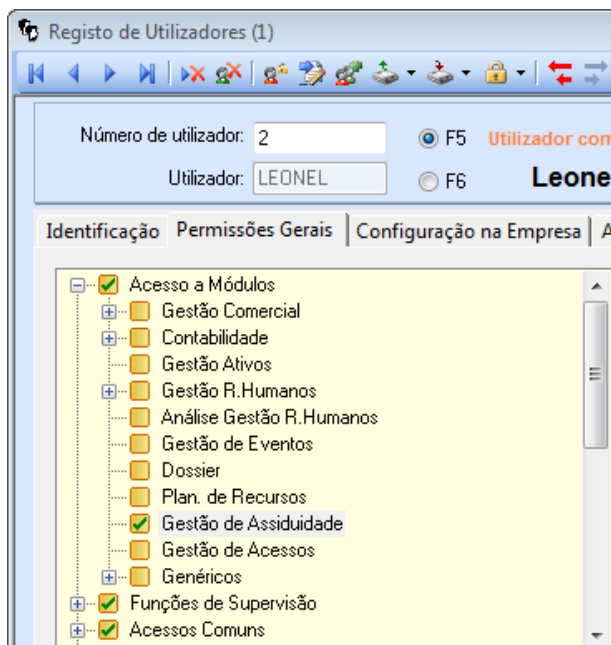 Registo de Utilizadores (1)
Número de utilizador: 2 F5 Utilizador com
Utilizador: LEONEL F6 Leone
Identificação Permissões Gerais Configuração na Empresa A
Acesso a Módulos
Gestão Comercial
Contabilidade
Gestão Ativos
Gestão R.Humanos
Análise Gestão R.Humanos
Gestão de Eventos
Dossier
Plan. de Recursos
Gestão de Assiduidade
Gestão de Acessos
Genéricos
Funções de Supervisão
Acessos Comuns